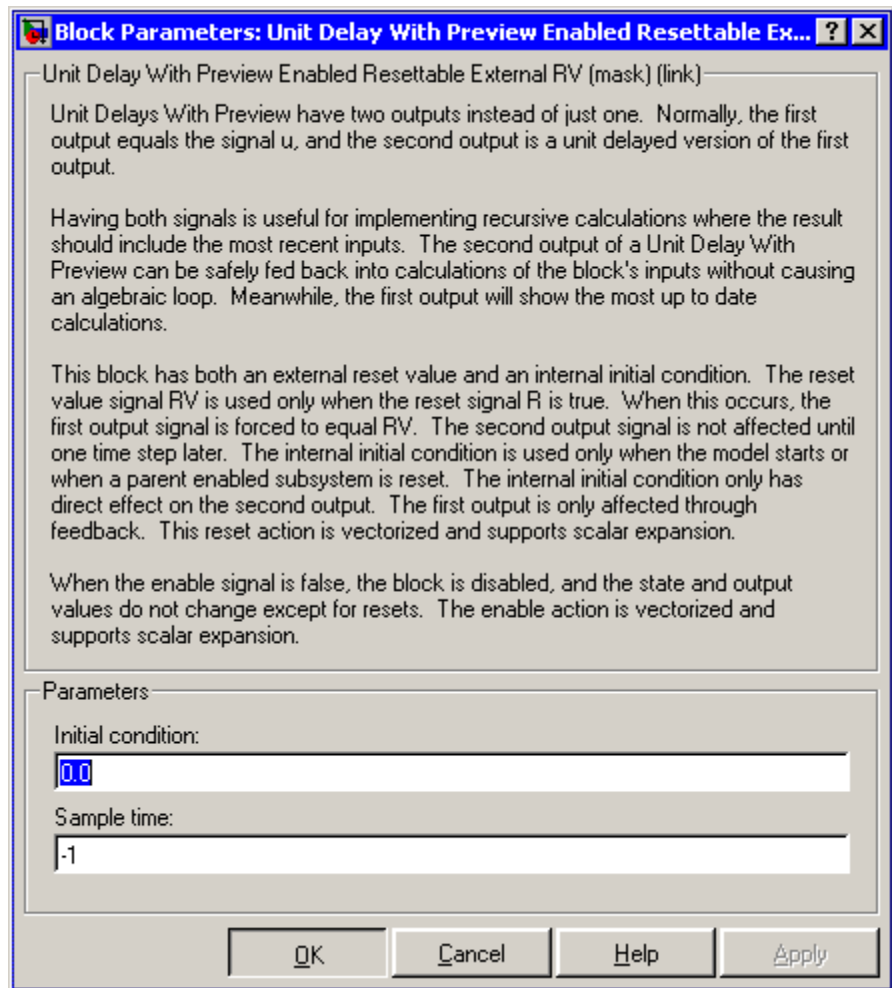 Block Parameters: Unit Delay With Preview Enabled Resettable Ex...
Unit Delay With Preview Enabled Resettable External RV (mask) (link)
Unit Delays With Preview have two outputs instead of just one.  Normally, the first
output equals the signal u, and the second output is a unit delayed version of the first
output.
Having both signals is useful for implementing recursive calculations where the result
should include the most recent inputs.  The second output of a Unit Delay With
Preview can be safely fed back into calculations of the block's inputs without causing
an algebraic loop.  Meanwhile, the first output will show the most up to date
calculations.
This block has both an external reset value and an internal initial condition.  The reset
value signal RV is used only when the reset signal R is true.  When this occurs, the
first output signal is forced to equal RV.  The second output signal is not affected until
one time step later.  The internal initial condition is used only when the model starts or
when a parent enabled subsystem is reset.  The internal initial condition only has
direct effect on the second output.  The first output is only affected through
feedback.  This reset action is vectorized and supports scalar expansion.
When the enable signal is false, the block is disabled, and the state and output
values do not change except for resets.  The enable action is vectorized and
supports scalar expansion.
Parameters
Initial condition:
0.0
Sample time:
-1
OK Cancel Help Apply